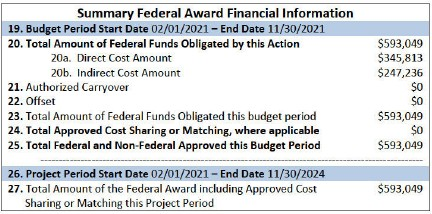 Summary Federal Award Financial Information
19. Budget Period Start Date 02/01/2021 – End Date 11/30/2021
20. Total Amount of Federal Funds Obligated by this Action $593,049
20a. Direct Cost Amount $345,813
20b. Indirect Cost Amount $247,236
21. Authorized Carryover $0
22. Offset $0
23. Total Amount of Federal Funds Obligated this budget period $593,049
24. Total Approved Cost Sharing or Matching, where applicable $0
25. Total Federal and Non-Federal Approved this Budget Period $593,049
26. Project Period Start Date 02/01/2021 – End Date 11/30/2024
27. Total Amount of the Federal Award including Approved Cost $593,049
Sharing or Matching this Project Period